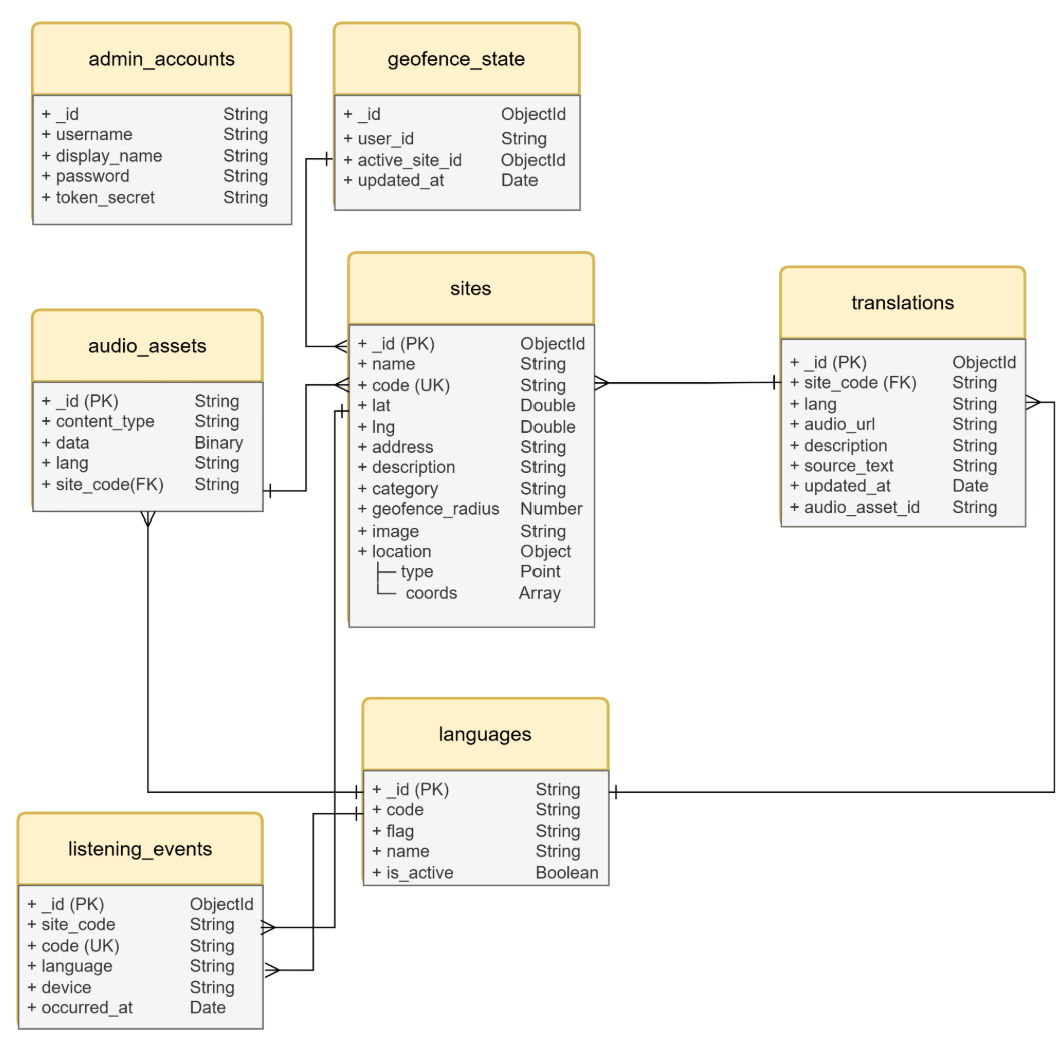 admin_accounts
+ _id String
+ username String
+ display_name String
+ password String
+ token_secret String
geofence_state
+ _id ObjectId
+ user_id String
+ active_site_id ObjectId
+ updated_at Date
sites
+ _id (PK) ObjectId
+ name String
+ code (UK) String
+ lat Double
+ lng Double
+ address String
+ description String
+ category String
+ geofence_radius Number
+ image String
+ location Object
type Point
coords Array
translations
+ _id (PK) ObjectId
+ site_code (FK) String
+ lang String
+ audio_url String
+ description String
+ source_text String
+ updated_at Date
+ audio_asset_id String
audio_assets
+ _id (PK) String
+ content_type String
+ data Binary
+ lang String
+ site_code(FK) String
languages
+ _id (PK) String
+ code String
+ flag String
+ name String
+ is_active Boolean
listening_events
+ _id (PK) ObjectId
+ site_code String
+ code (UK) String
+ language String
+ device String
+ occurred_at Date